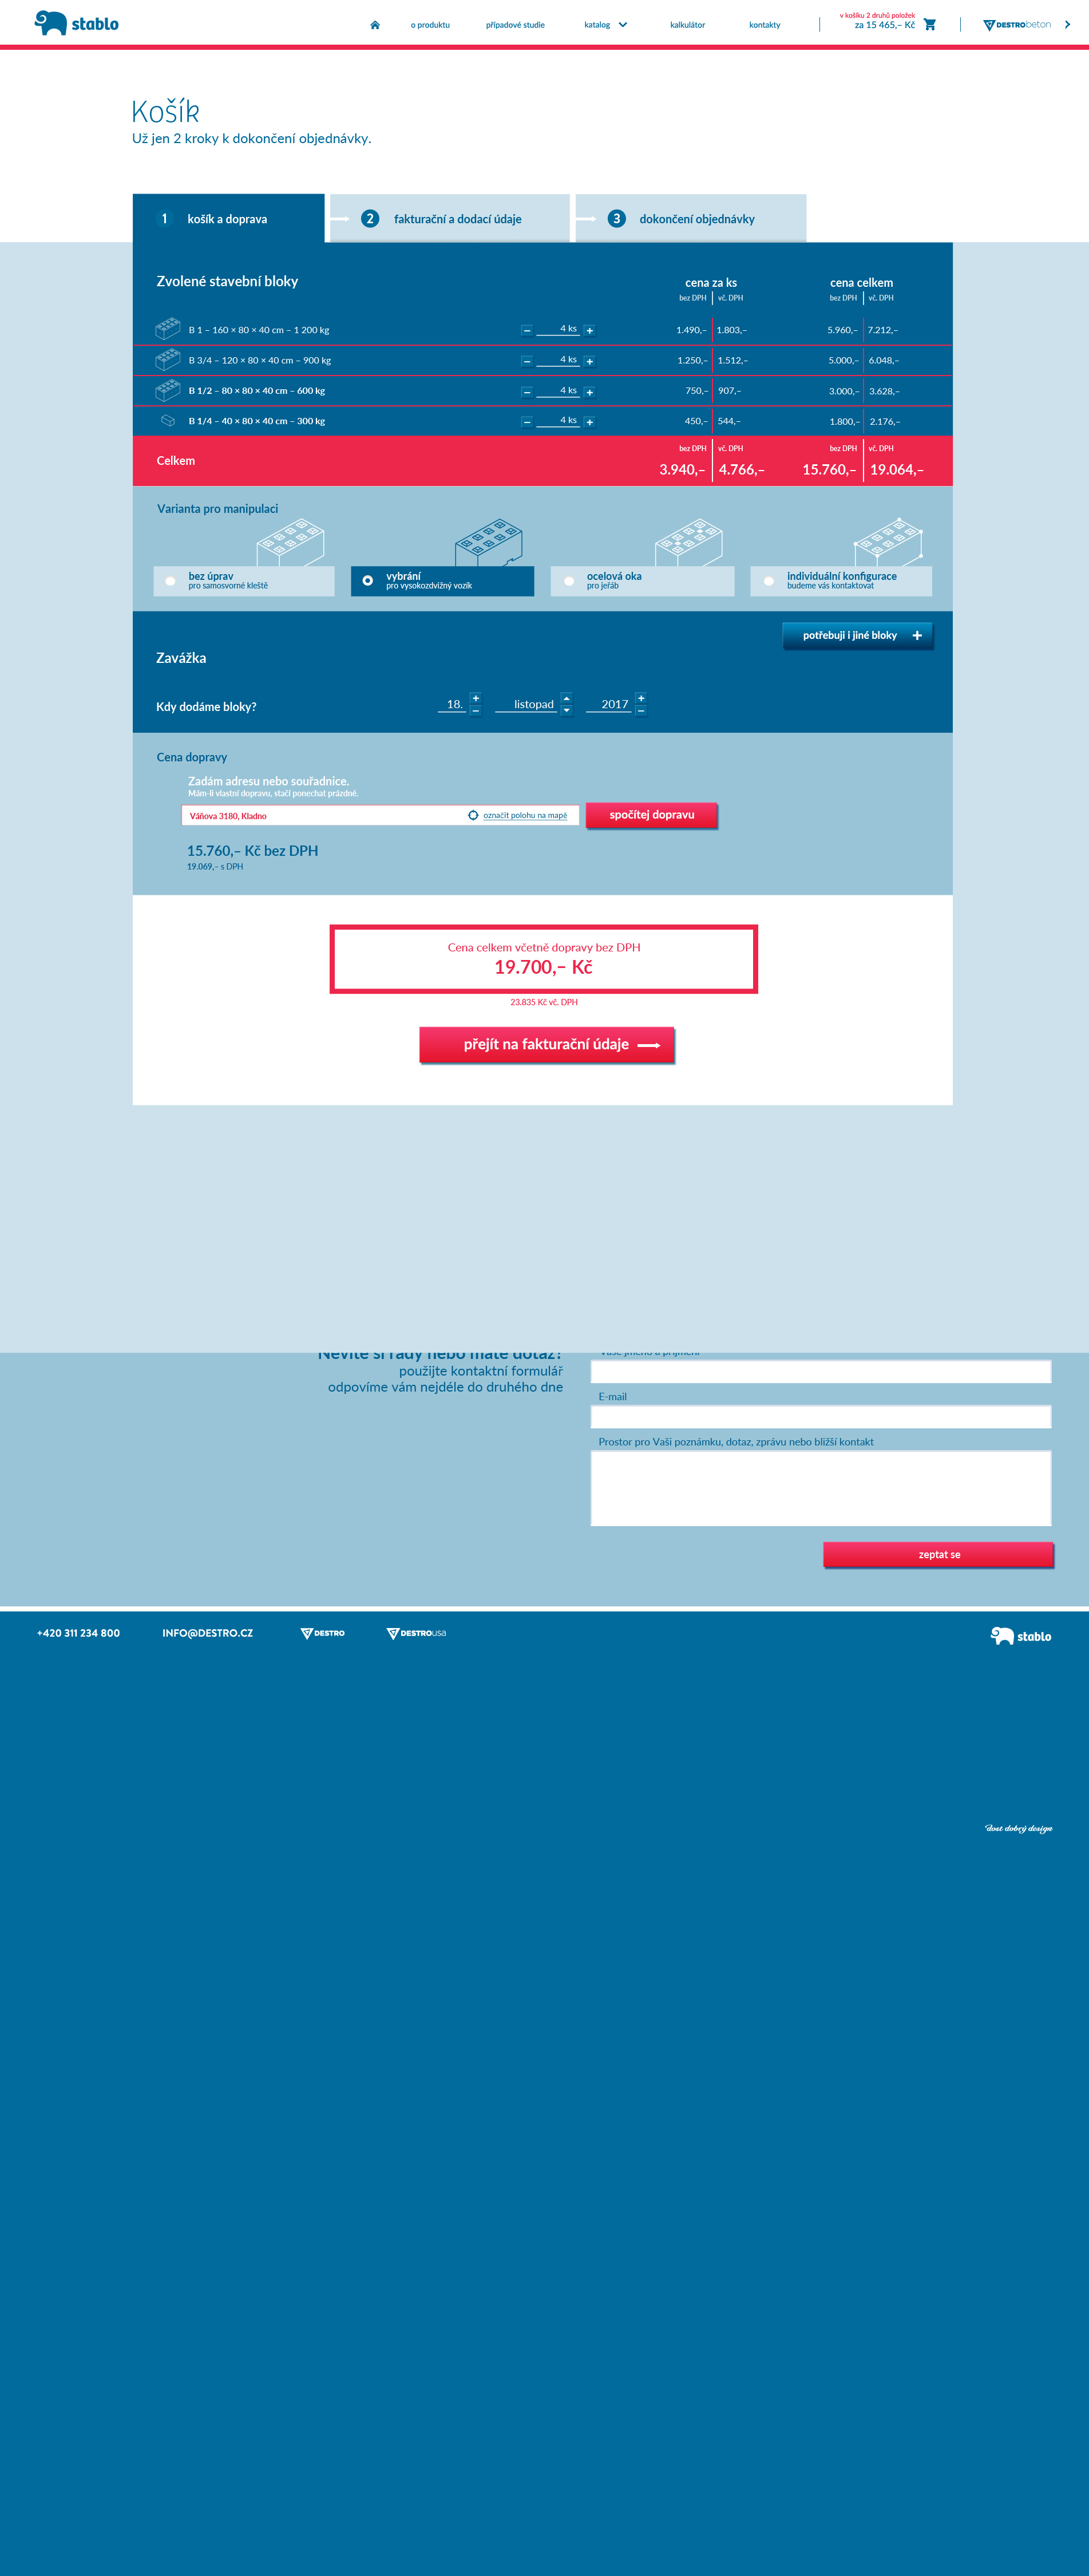 stablo
o produktu
případové studie
katalog
kalkulátor
kontakty
v košíku 2 druhů položek
za 15 465,– Kč
DESTRObeton
Košík
Už jen 2 kroky k dokončení objednávky.
1 košík a doprava
2 fakturační a dodací údaje
3 dokončení objednávky
Zvolené stavební bloky
cena za ks
cena celkem
bez DPH vč. DPH bez DPH vč. DPH
B 1 – 160 × 80 × 40 cm – 1 200 kg – 4 ks + 1.490,– 1.803,– 5.960,– 7.212,–
B 3/4 – 120 × 80 × 40 cm – 900 kg – 4 ks + 1.250,– 1.512,– 5.000,– 6.048,–
B 1/2 – 80 × 80 × 40 cm – 600 kg – 4 ks + 750,– 907,– 3.000,– 3.628,–
B 1/4 – 40 × 80 × 40 cm – 300 kg – 4 ks + 450,– 544,– 1.800,– 2.176,–
bez DPH vč. DPH bez DPH vč. DPH
Celkem
3.940,– 4.766,– 15.760,– 19.064,–
Varianta pro manipulaci
bez úprav
pro samosvorné kleště
vybrání
pro vysokozdvižný vozík
ocelová oka
pro jeřáb
individuální konfigurace
budeme vás kontaktovat
potřebuji i jiné bloky +
Zavážka
Kdy dodáme bloky?
18. + – listopad 2017 + –
Cena dopravy
Zadám adresu nebo souřadnice.
Mám-li vlastní dopravu, stačí ponechat prázdné.
Váňova 3180, Kladno
označit polohu na mapě
spočítej dopravu
15.760,– Kč bez DPH
19.069,– s DPH
Cena celkem včetně dopravy bez DPH
19.700,– Kč
23.835 Kč vč. DPH
přejít na fakturační údaje
Nevíte si rady nebo máte dotaz?
použijte kontaktní formulář
odpovíme vám nejdéle do druhého dne
Vaše jméno a příjmení
E-mail
Prostor pro Vaši poznámku, dotaz, zprávu nebo bližší kontakt
zeptat se
+420 311 234 800
INFO@DESTRO.CZ
DESTRO
DESTROusa
stablo
dost dobrý design